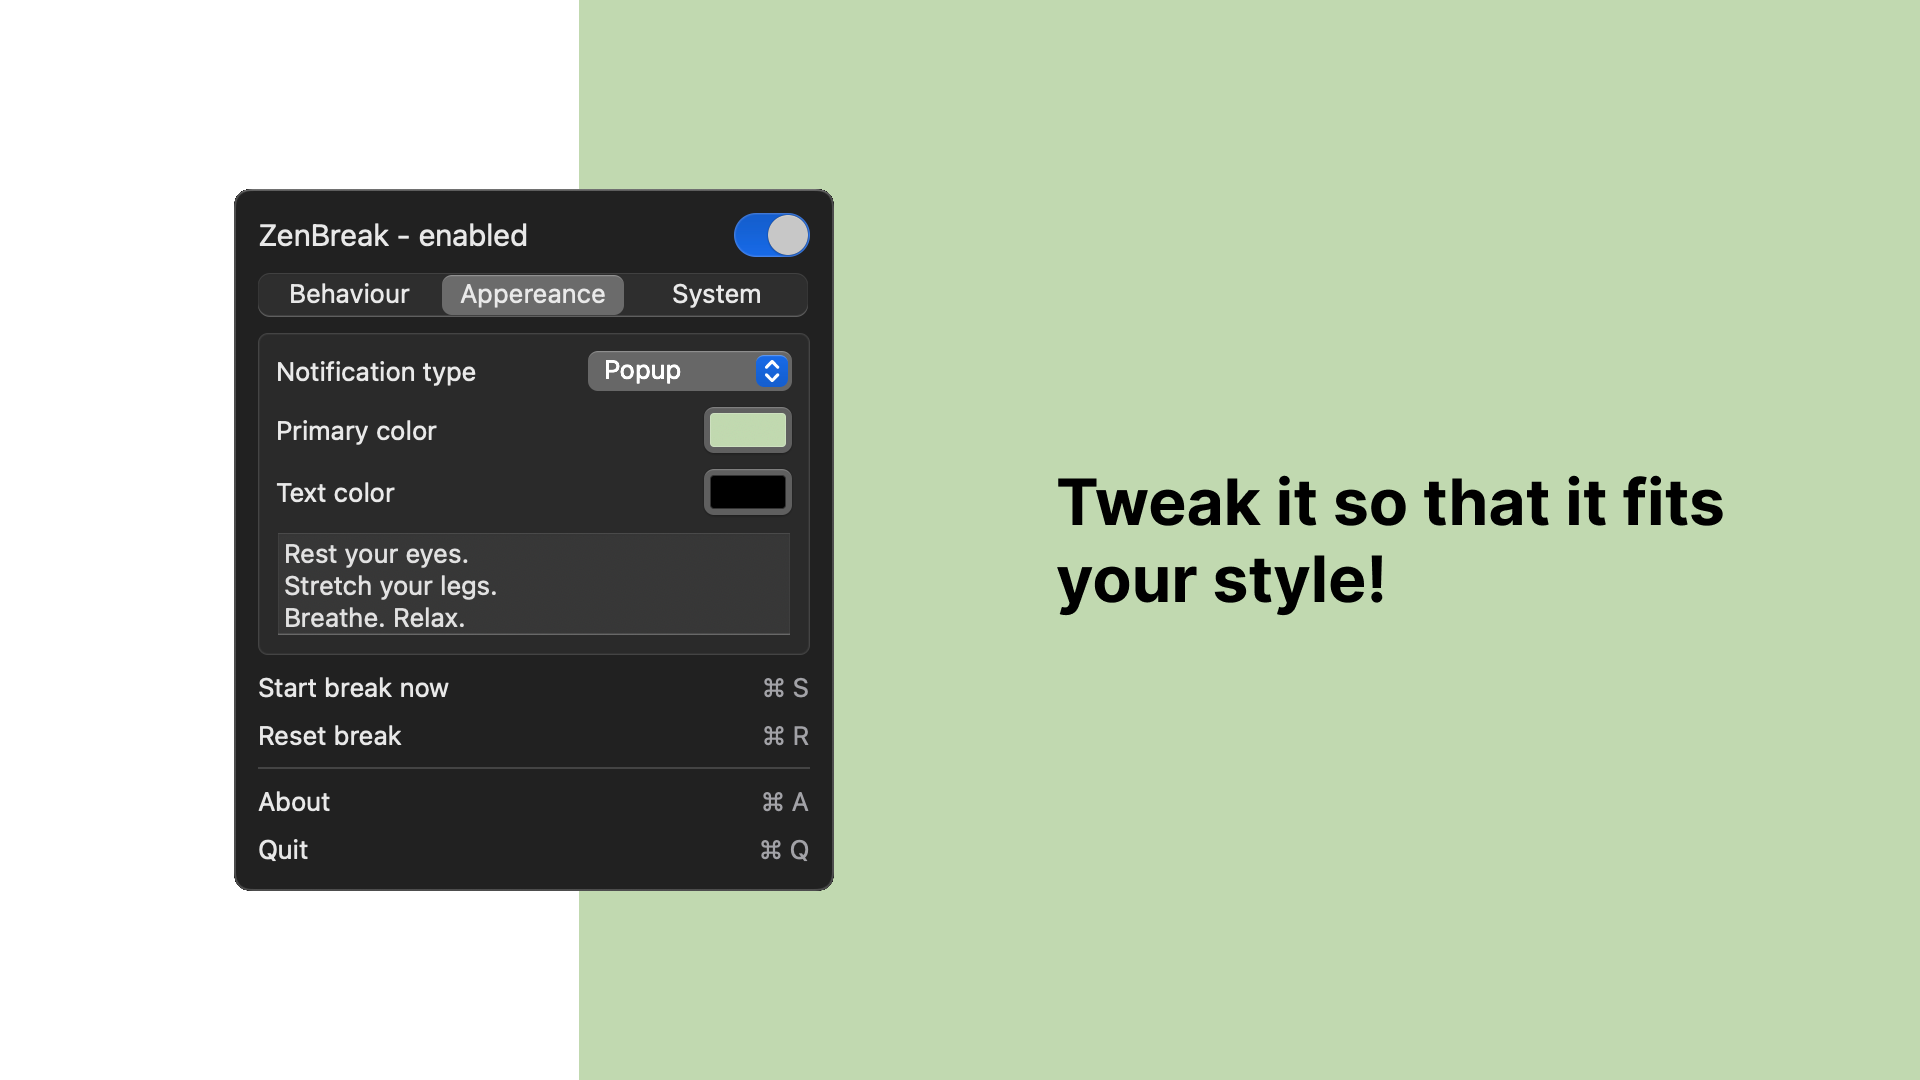 ZenBreak - enabled
Behaviour Appereance System
Notification type Popup
Primary color
Text color
Rest your eyes.
Stretch your legs.
Breathe. Relax.
Start break now ⌘ S
Reset break ⌘ R
About ⌘ A
Quit ⌘ Q
Tweak it so that it fits
your style!